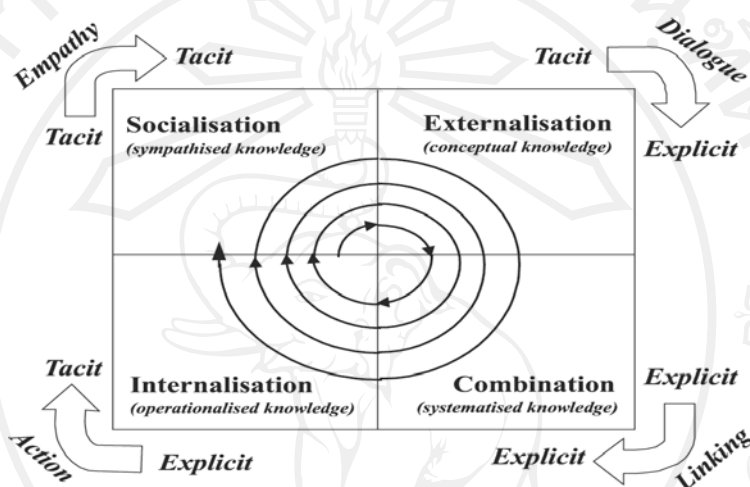 Empathy
Tacit
Tacit
Dialogue
Tacit
Explicit
Socialisation
(sympathised knowledge)
Externalisation
(conceptual knowledge)
Tacit
Internalisation
(operationalised knowledge)
Combination
(systematised knowledge)
Explicit
Action
Explicit
Explicit
Linking